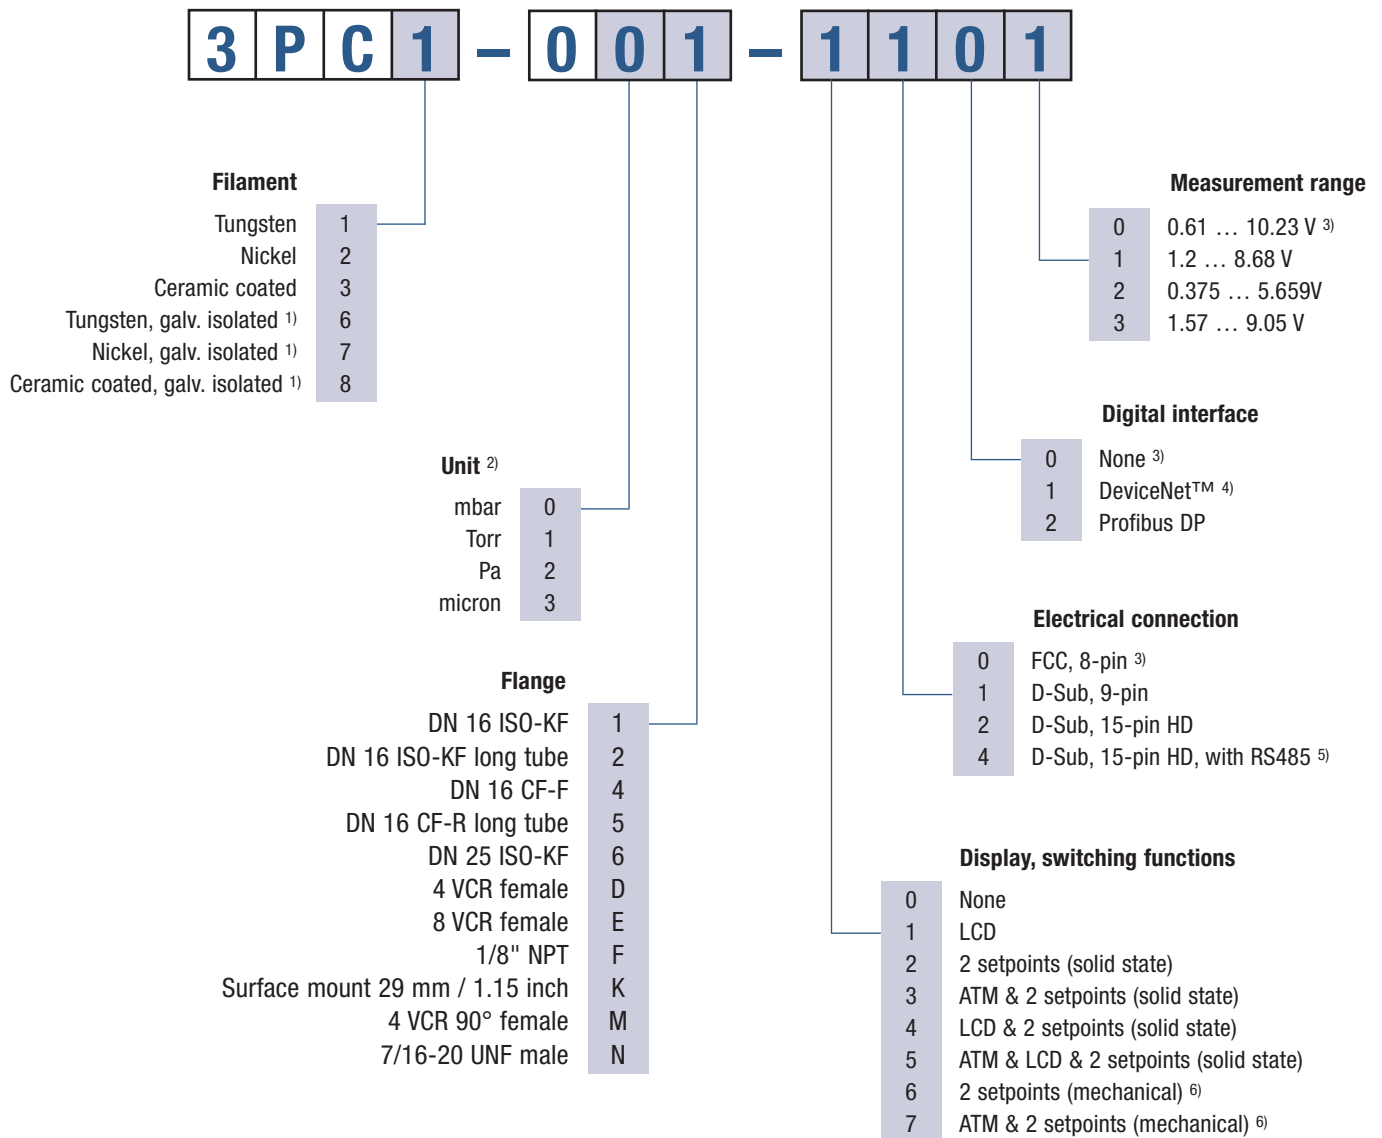 3PC1 – 001 – 1101
Filament
Tungsten 1
Nickel 2
Ceramic coated 3
Tungsten, galv. isolated 1) 6
Nickel, galv. isolated 1) 7
Ceramic coated, galv. isolated 1) 8
Unit 2)
mbar 0
Torr 1
Pa 2
micron 3
Flange
DN 16 ISO-KF 1
DN 16 ISO-KF long tube 2
DN 16 CF-F 4
DN 16 CF-R long tube 5
DN 25 ISO-KF 6
4 VCR female D
8 VCR female E
1/8" NPT F
Surface mount 29 mm / 1.15 inch K
4 VCR 90° female M
7/16-20 UNF male N
Measurement range
0 0.61 … 10.23 V 3)
1 1.2 … 8.68 V
2 0.375 … 5.659V
3 1.57 … 9.05 V
Digital interface
0 None 3)
1 DeviceNet™ 4)
2 Profibus DP
Electrical connection
0 FCC, 8-pin 3)
1 D-Sub, 9-pin
2 D-Sub, 15-pin HD
4 D-Sub, 15-pin HD, with RS485 5)
Display, switching functions
0 None
1 LCD
2 2 setpoints (solid state)
3 ATM & 2 setpoints (solid state)
4 LCD & 2 setpoints (solid state)
5 ATM & LCD & 2 setpoints (solid state)
6 2 setpoints (mechanical) 6)
7 ATM & 2 setpoints (mechanical) 6)